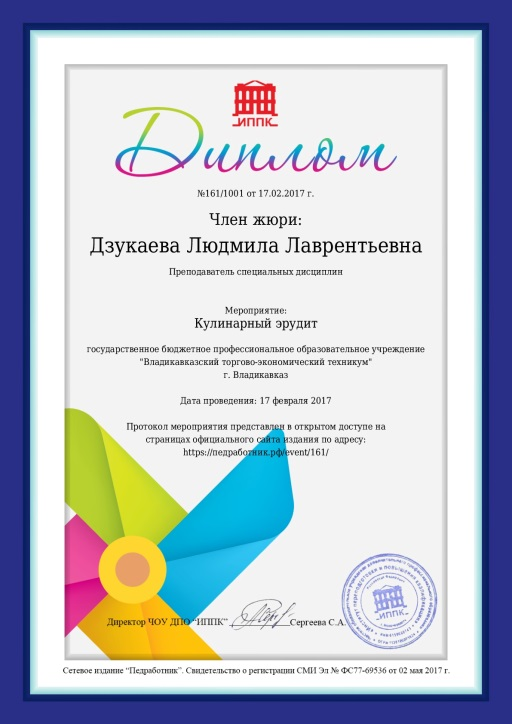 ИППК
Диплом
№161/1001 от 17.02.2017 г.
Член жюри:
Дзукаева Людмила Лаврентьевна
Преподаватель специальных дисциплин
Мероприятие:
Кулинарный эрудит
государственное бюджетное профессиональное образовательное учреждение
"Владикавказский торгово-экономический техникум"
г. Владикавказ
Дата проведения: 17 февраля 2017
Протокол мероприятия представлен в открытом доступе на
страницах официального сайта издания по адресу:
https://педработник.рф/event/161/
ИППК
Директор ЧОУ ДПО "ИППК" Сергеева С.А.
Сетевое издание "Педработник". Свидетельство о регистрации СМИ Эл № ФС77-69536 от 02 мая 2017 г.